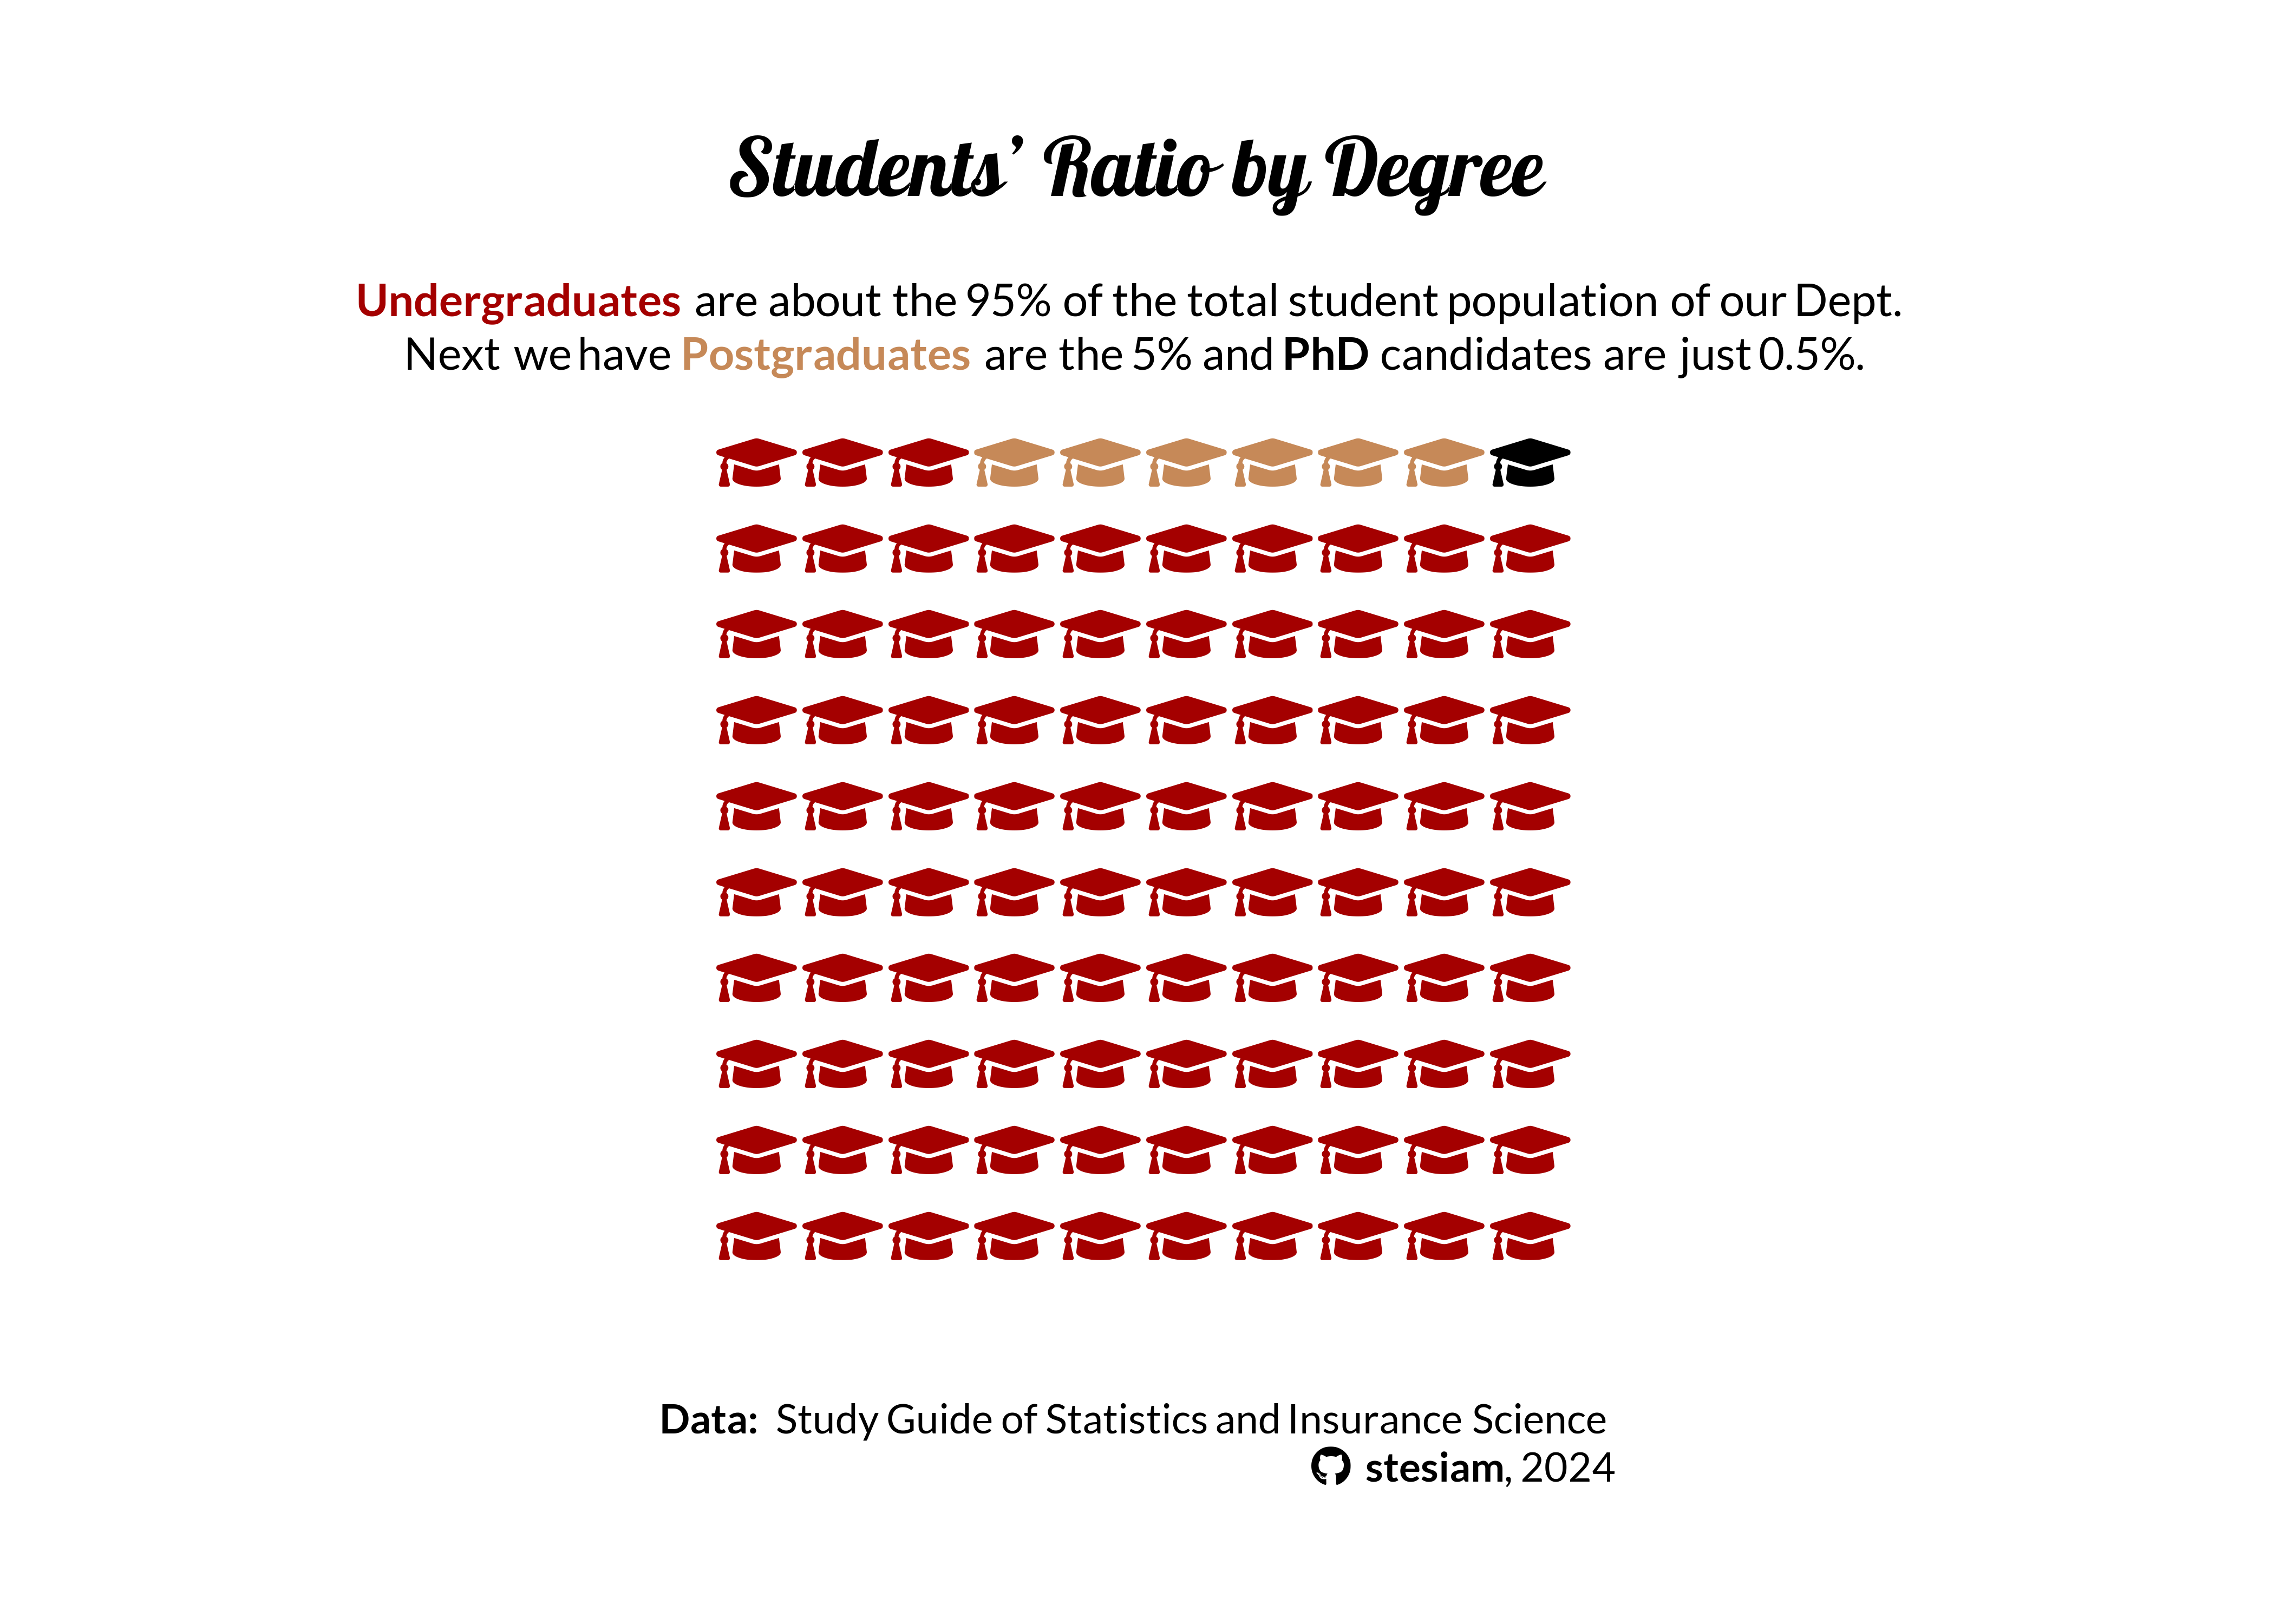 Students’ Ratio by Degree
Undergraduates are about the 95% of the total student population of our Dept.
Next we have Postgraduates are the 5% and PhD candidates are just 0.5%.
Data: Study Guide of Statistics and Insurance Science
stesiam, 2024